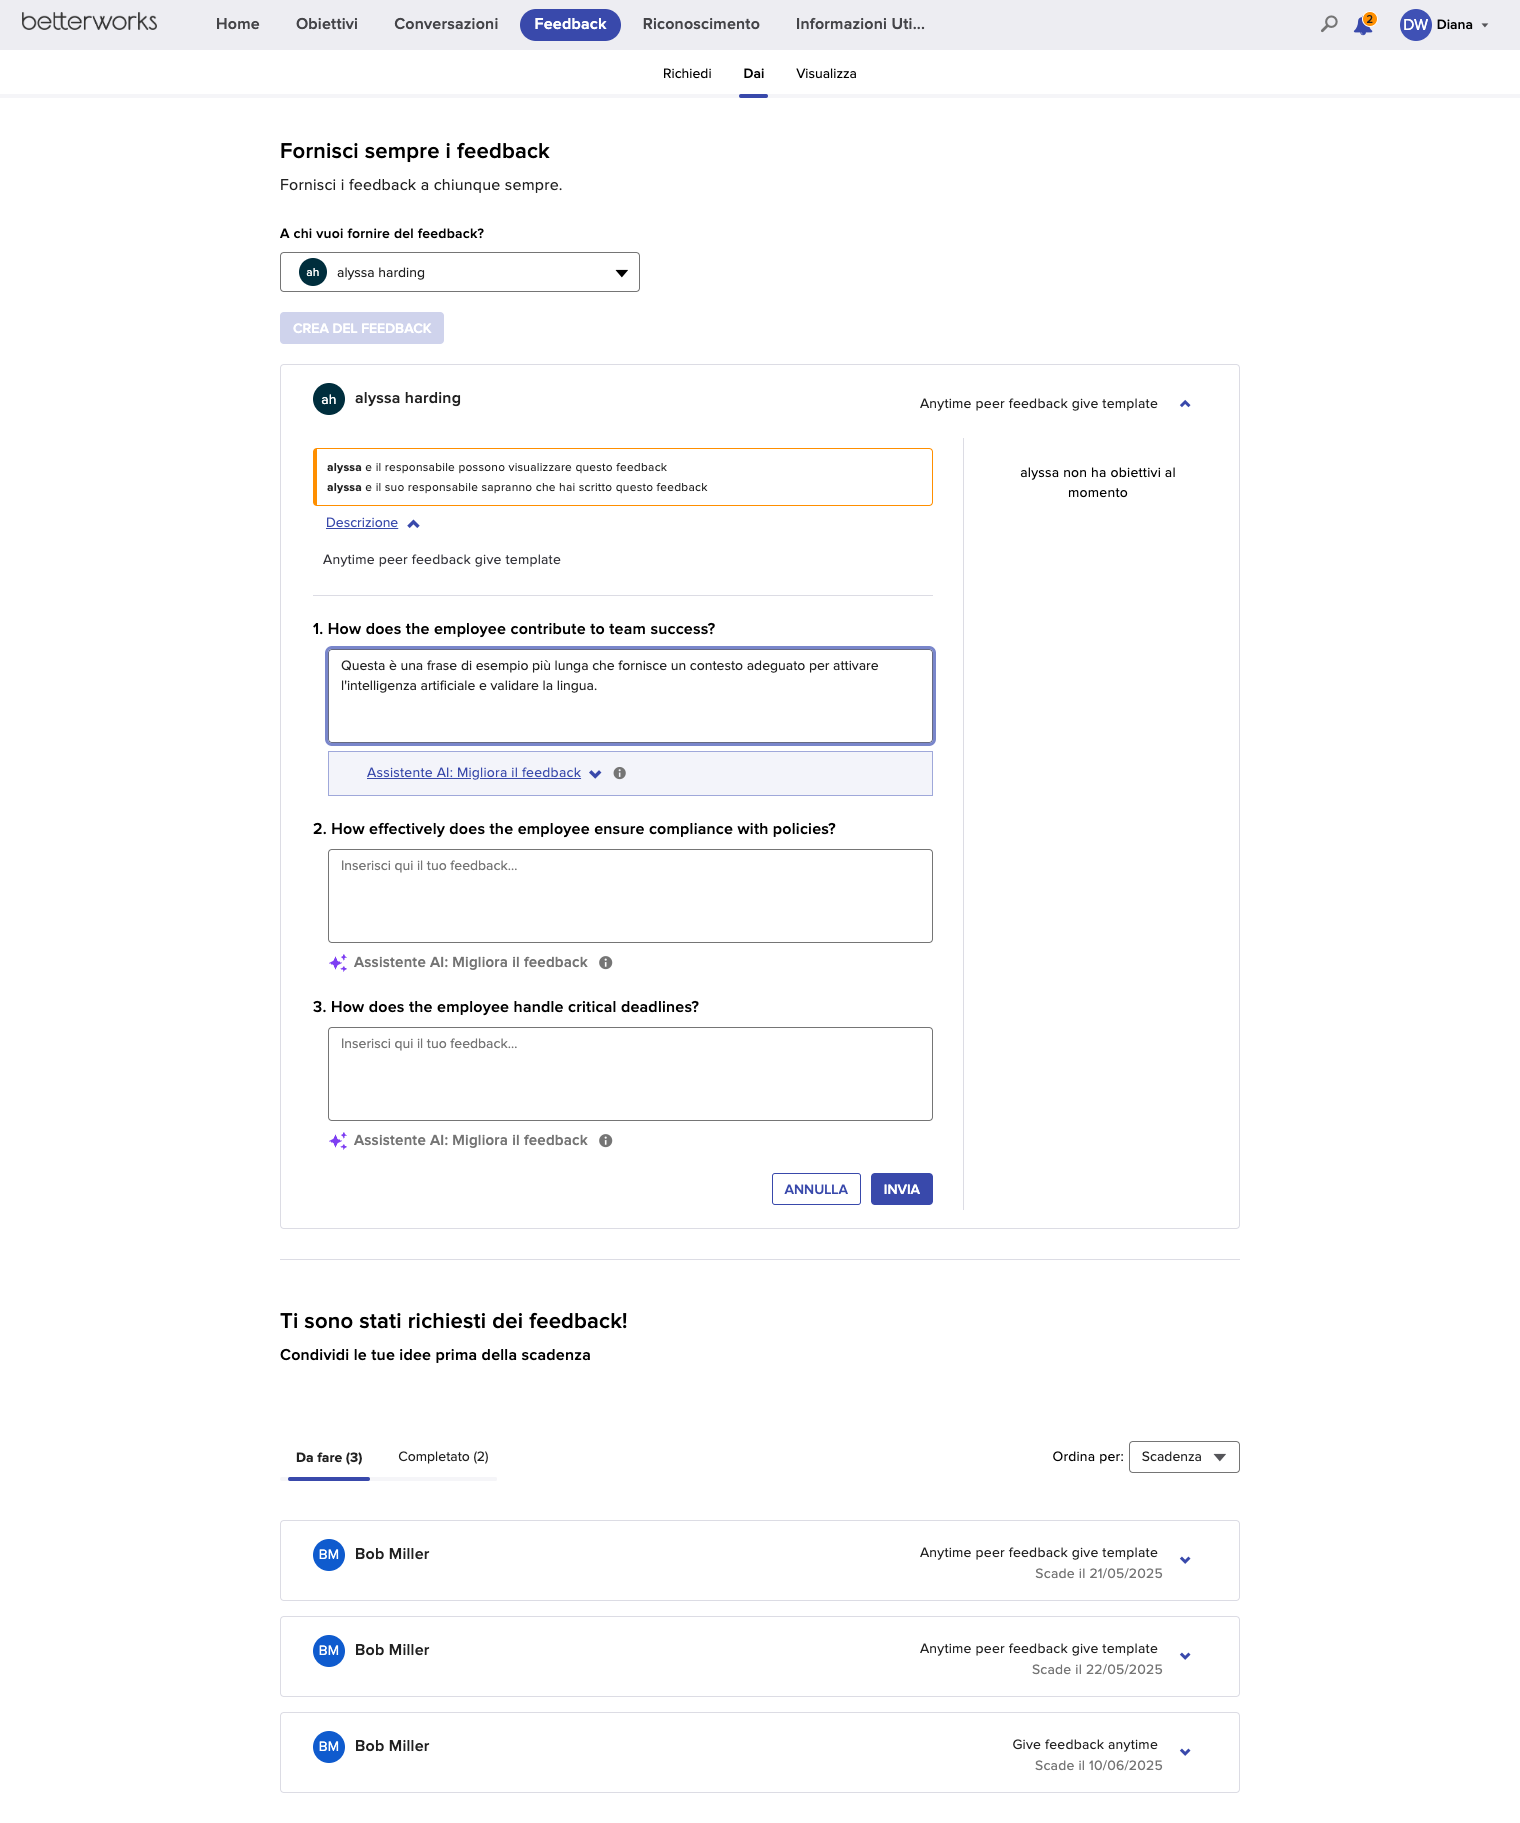 betterworks
Home
Obiettivi
Conversazioni
Feedback
Riconoscimento
Informazioni Uti...
2
DW
Diana
Richiedi
Dai
Visualizza
Fornisci sempre i feedback
Fornisci i feedback a chiunque sempre.
A chi vuoi fornire del feedback?
ah
alyssa harding
CREA DEL FEEDBACK
ah
alyssa harding
Anytime peer feedback give template
alyssa e il responsabile possono visualizzare questo feedback
alyssa e il suo responsabile sapranno che hai scritto questo feedback
alyssa non ha obiettivi al
momento
Descrizione
Anytime peer feedback give template
1. How does the employee contribute to team success?
Questa è una frase di esempio più lunga che fornisce un contesto adeguato per attivare
l'intelligenza artificiale e validare la lingua.
Assistente AI: Migliora il feedback
2. How effectively does the employee ensure compliance with policies?
Inserisci qui il tuo feedback...
Assistente AI: Migliora il feedback
3. How does the employee handle critical deadlines?
Inserisci qui il tuo feedback...
Assistente AI: Migliora il feedback
ANNULLA
INVIA
Ti sono stati richiesti dei feedback!
Condividi le tue idee prima della scadenza
Da fare (3)
Completato (2)
Ordina per:
Scadenza
BM
Bob Miller
Anytime peer feedback give template
Scade il 21/05/2025
BM
Bob Miller
Anytime peer feedback give template
Scade il 22/05/2025
BM
Bob Miller
Give feedback anytime
Scade il 10/06/2025